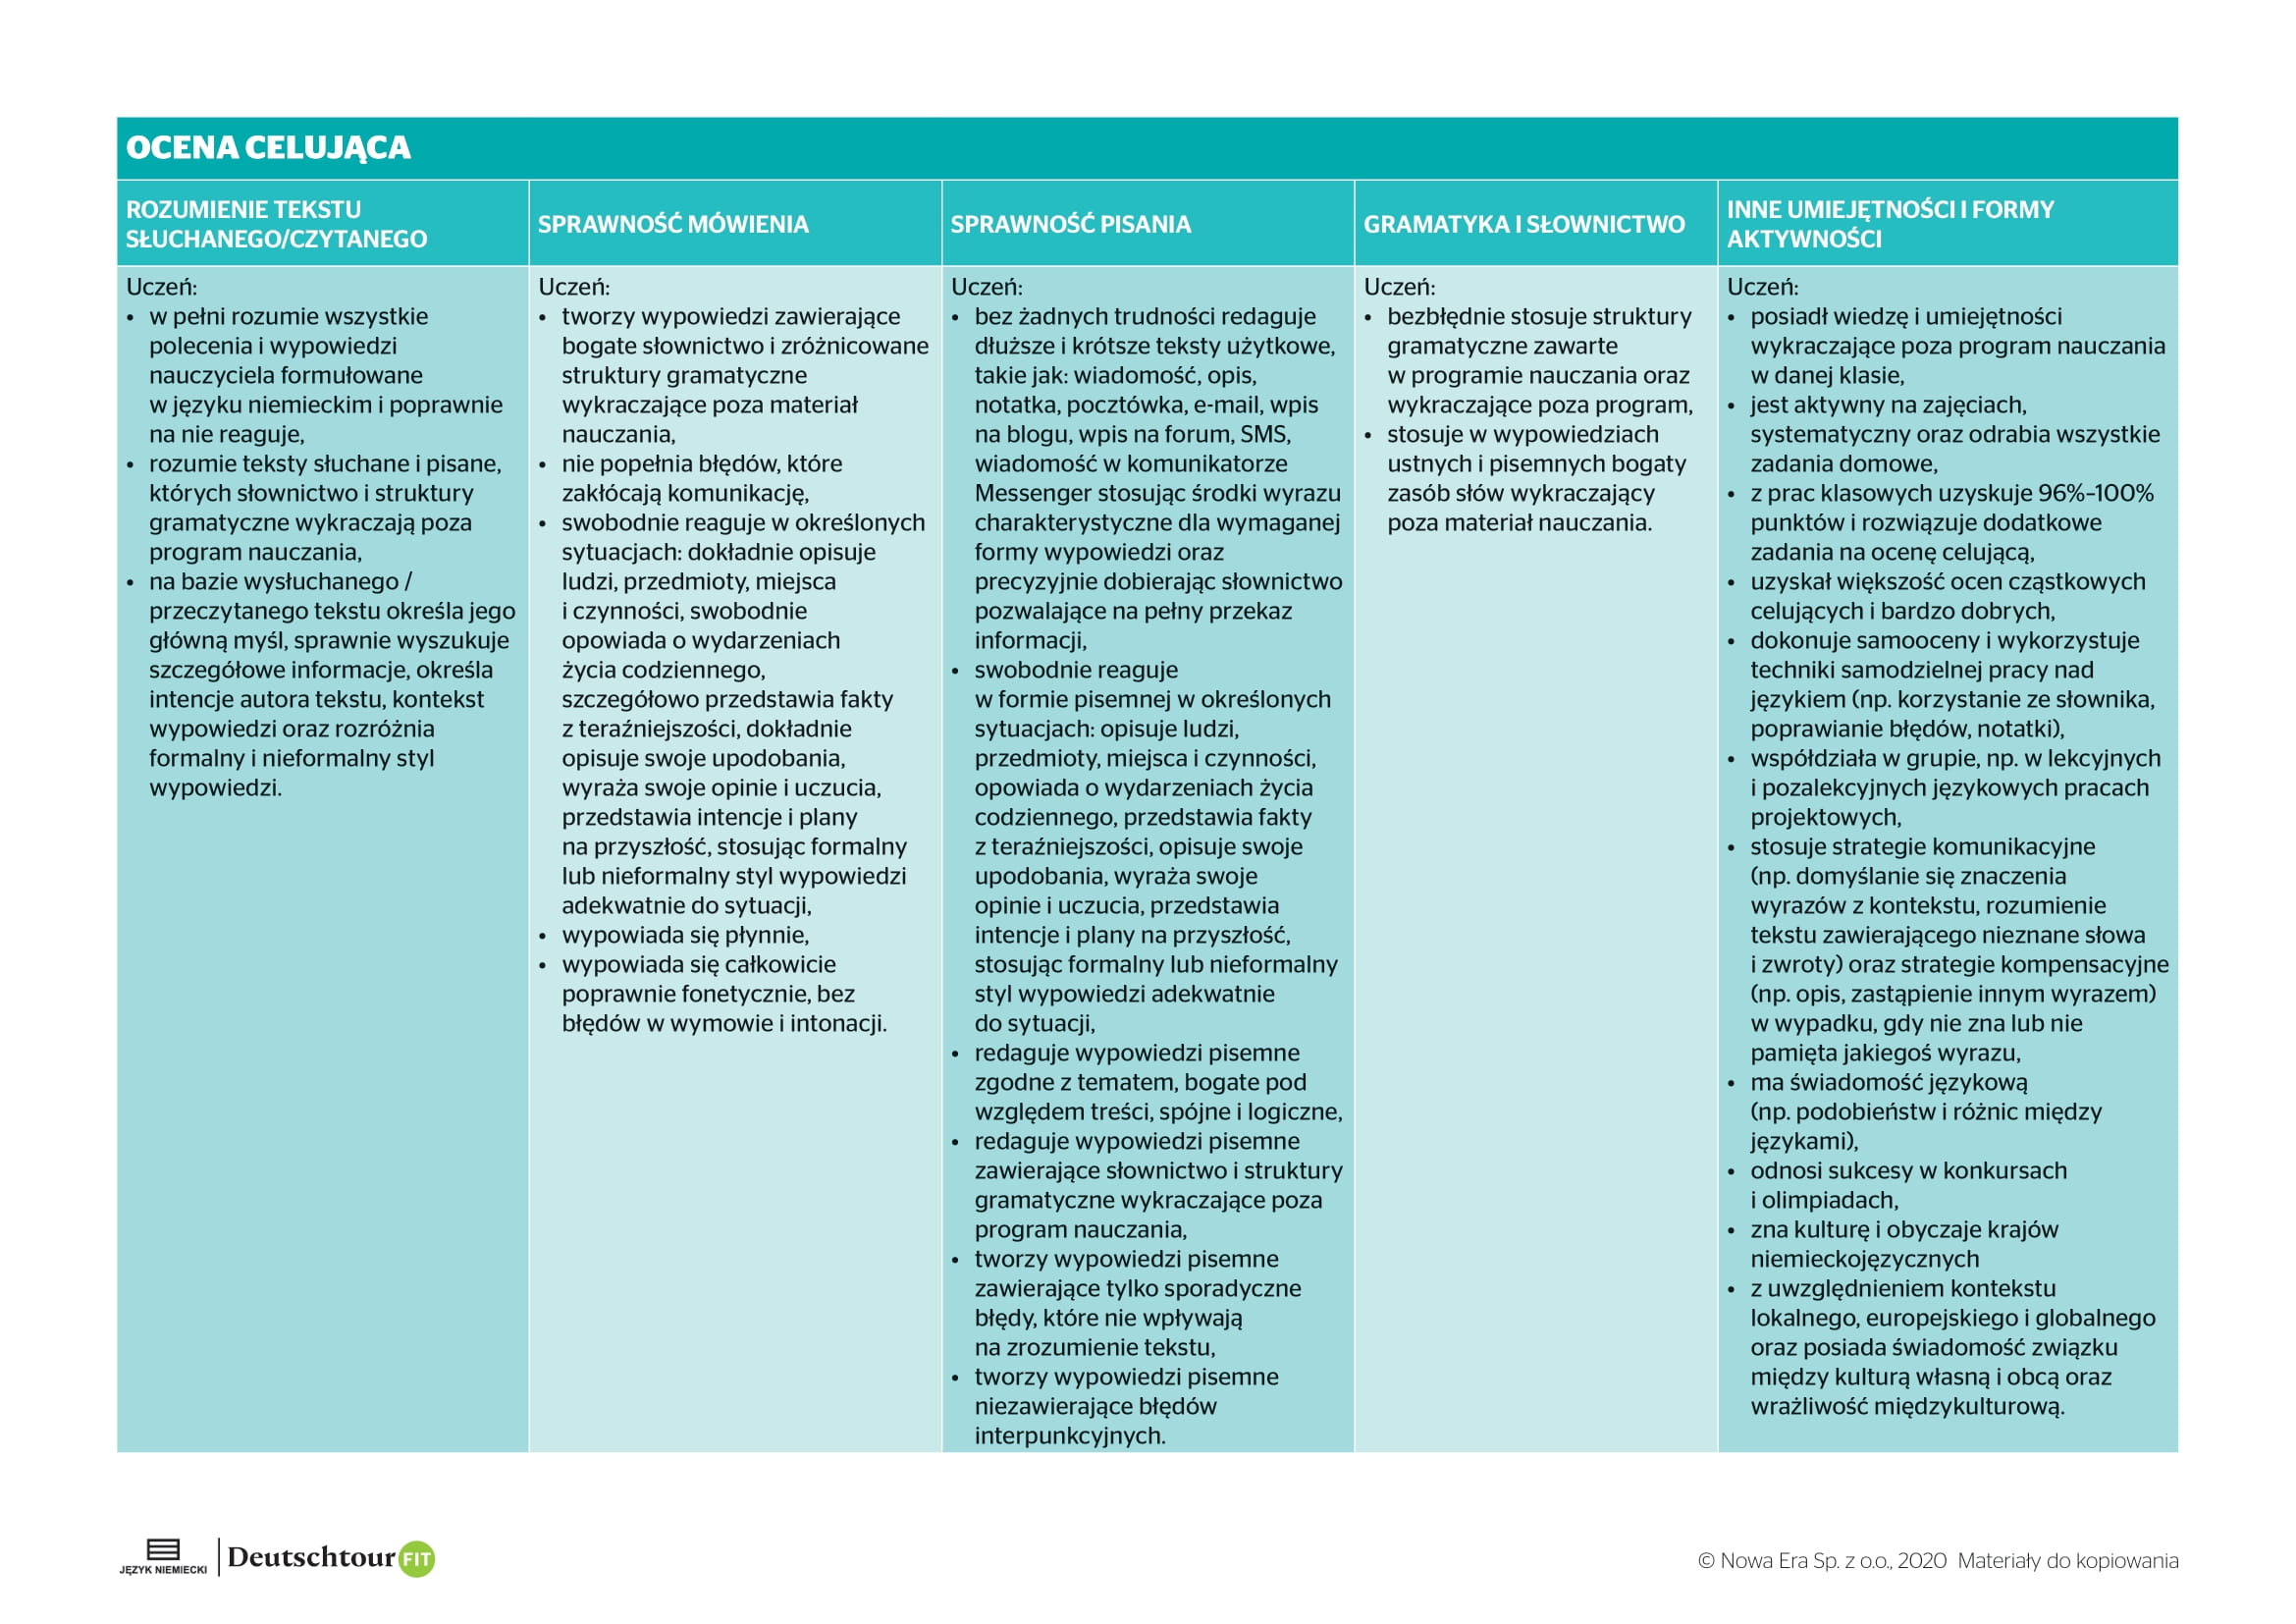 OCENA CELUJĄCA
ROZUMIENIE TEKSTU
SŁUCHANEGO/CZYTANEGO
SPRAWNOŚĆ MÓWIENIA
SPRAWNOŚĆ PISANIA
GRAMATYKA I SŁOWNICTWO
INNE UMIEJĘTNOŚCI I FORMY
AKTYWNOŚCI
Uczeń:
• w pełni rozumie wszystkie
polecenia i wypowiedzi
nauczyciela formułowane
w języku niemieckim i poprawnie
na nie reaguje,
• rozumie teksty słuchane i pisane,
których słownictwo i struktury
gramatyczne wykraczają poza
program nauczania,
• na bazie wysłuchanego /
przeczytanego tekstu określa jego
główną myśl, sprawnie wyszukuje
szczegółowe informacje, określa
intencje autora tekstu, kontekst
wypowiedzi oraz rozróżnia
formalny i nieformalny styl
wypowiedzi.
Uczeń:
• tworzy wypowiedzi zawierające
bogate słownictwo i zróżnicowane
struktury gramatyczne
wykraczające poza materiał
nauczania,
• nie popełnia błędów, które
zakłócają komunikację,
• swobodnie reaguje w określonych
sytuacjach: dokładnie opisuje
ludzi, przedmioty, miejsca
i czynności, swobodnie
opowiada o wydarzeniach
życia codziennego,
szczegółowo przedstawia fakty
z teraźniejszości, dokładnie
opisuje swoje upodobania,
wyraża swoje opinie i uczucia,
przedstawia intencje i plany
na przyszłość, stosując formalny
lub nieformalny styl wypowiedzi
adekwatnie do sytuacji,
• wypowiada się płynnie,
• wypowiada się całkowicie
poprawnie fonetycznie, bez
błędów w wymowie i intonacji.
Uczeń:
• bez żadnych trudności redaguje
dłuższe i krótsze teksty użytkowe,
takie jak: wiadomość, opis,
notatka, pocztówka, e-mail, wpis
na blogu, wpis na forum, SMS,
wiadomość w komunikatorze
Messenger stosując środki wyrazu
charakterystyczne dla wymaganej
formy wypowiedzi oraz
precyzyjnie dobierając słownictwo
pozwalające na pełny przekaz
informacji,
• swobodnie reaguje
w formie pisemnej w określonych
sytuacjach: opisuje ludzi,
przedmioty, miejsca i czynności,
opowiada o wydarzeniach życia
codziennego, przedstawia fakty
z teraźniejszości, opisuje swoje
upodobania, wyraża swoje
opinie i uczucia, przedstawia
intencje i plany na przyszłość,
stosując formalny lub nieformalny
styl wypowiedzi adekwatnie
do sytuacji,
• redaguje wypowiedzi pisemne
zgodne z tematem, bogate pod
względem treści, spójne i logiczne,
• redaguje wypowiedzi pisemne
zawierające słownictwo i struktury
gramatyczne wykraczające poza
program nauczania,
• tworzy wypowiedzi pisemne
zawierające tylko sporadyczne
błędy, które nie wpływają
na zrozumienie tekstu,
• tworzy wypowiedzi pisemne
niezawierające błędów
interpunkcyjnych.
Uczeń:
• bezbłędnie stosuje struktury
gramatyczne zawarte
w programie nauczania oraz
wykraczające poza program,
• stosuje w wypowiedziach
ustnych i pisemnych bogaty
zasób słów wykraczający
poza materiał nauczania.
Uczeń:
• posiadł wiedzę i umiejętności
wykraczające poza program nauczania
w danej klasie,
• jest aktywny na zajęciach,
systematyczny oraz odrabia wszystkie
zadania domowe,
• z prac klasowych uzyskuje 96%–100%
punktów i rozwiązuje dodatkowe
zadania na ocenę celującą,
• uzyskał większość ocen cząstkowych
celujących i bardzo dobrych,
• dokonuje samooceny i wykorzystuje
techniki samodzielnej pracy nad
językiem (np. korzystanie ze słownika,
poprawianie błędów, notatki),
• współdziała w grupie, np. w lekcyjnych
i pozalekcyjnych językowych pracach
projektowych,
• stosuje strategie komunikacyjne
(np. domyślanie się znaczenia
wyrazów z kontekstu, rozumienie
tekstu zawierającego nieznane słowa
i zwroty) oraz strategie kompensacyjne
(np. opis, zastąpienie innym wyrazem)
w wypadku, gdy nie zna lub nie
pamięta jakiegoś wyrazu,
• ma świadomość językową
(np. podobieństw i różnic między
językami),
• odnosi sukcesy w konkursach
i olimpiadach,
• zna kulturę i obyczaje krajów
niemieckojęzycznych
• z uwzględnieniem kontekstu
lokalnego, europejskiego i globalnego
oraz posiada świadomość związku
między kulturą własną i obcą oraz
wrażliwość międzykulturową.
JĘZYK NIEMIECKI
Deutschtour FIT
© Nowa Era Sp. z o.o., 2020 Materiały do kopiowania